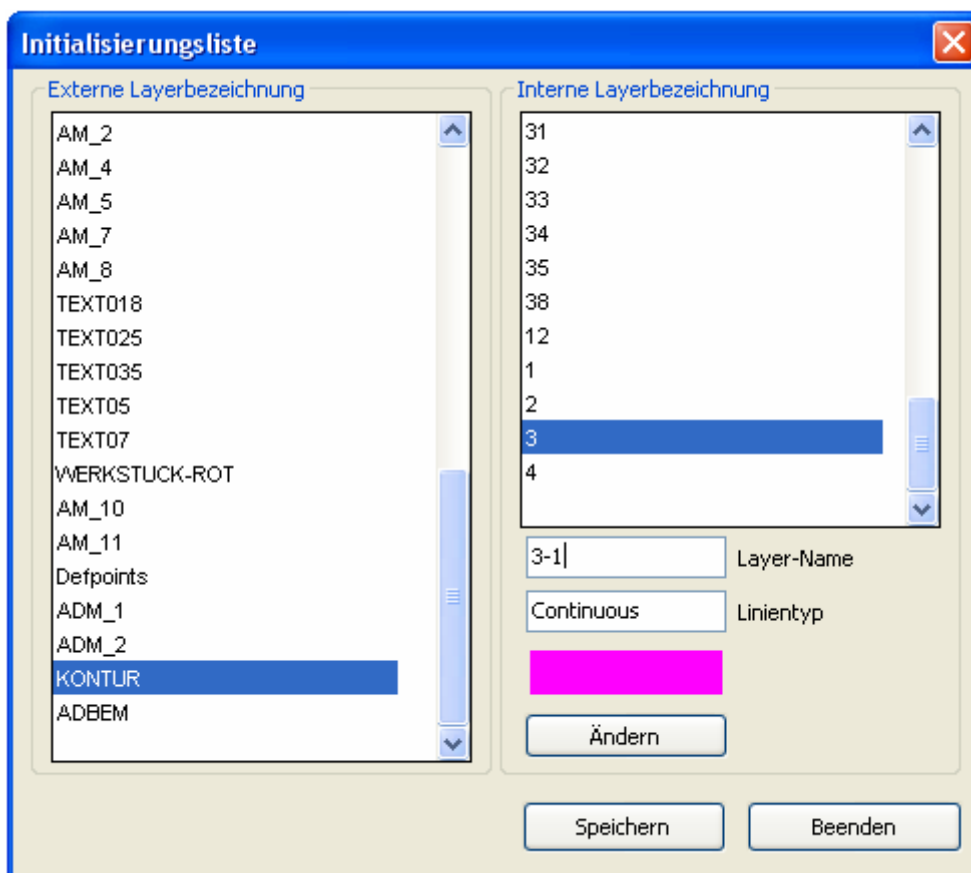 Initialisierungsliste
Externe Layerbezeichnung
AM_2
AM_4
AM_5
AM_7
AM_8
TEXT018
TEXT025
TEXT035
TEXT05
TEXT07
WERKSTUCK-ROT
AM_10
AM_11
Defpoints
ADM_1
ADM_2
KONTUR
ADBEM
Interne Layerbezeichnung
31
32
33
34
35
38
12
1
2
3
4
3-1 Layer-Name
Continuous Linientyp
Ändern
Speichern Beenden